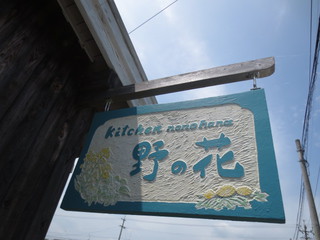 kitchen nonohana
野の花